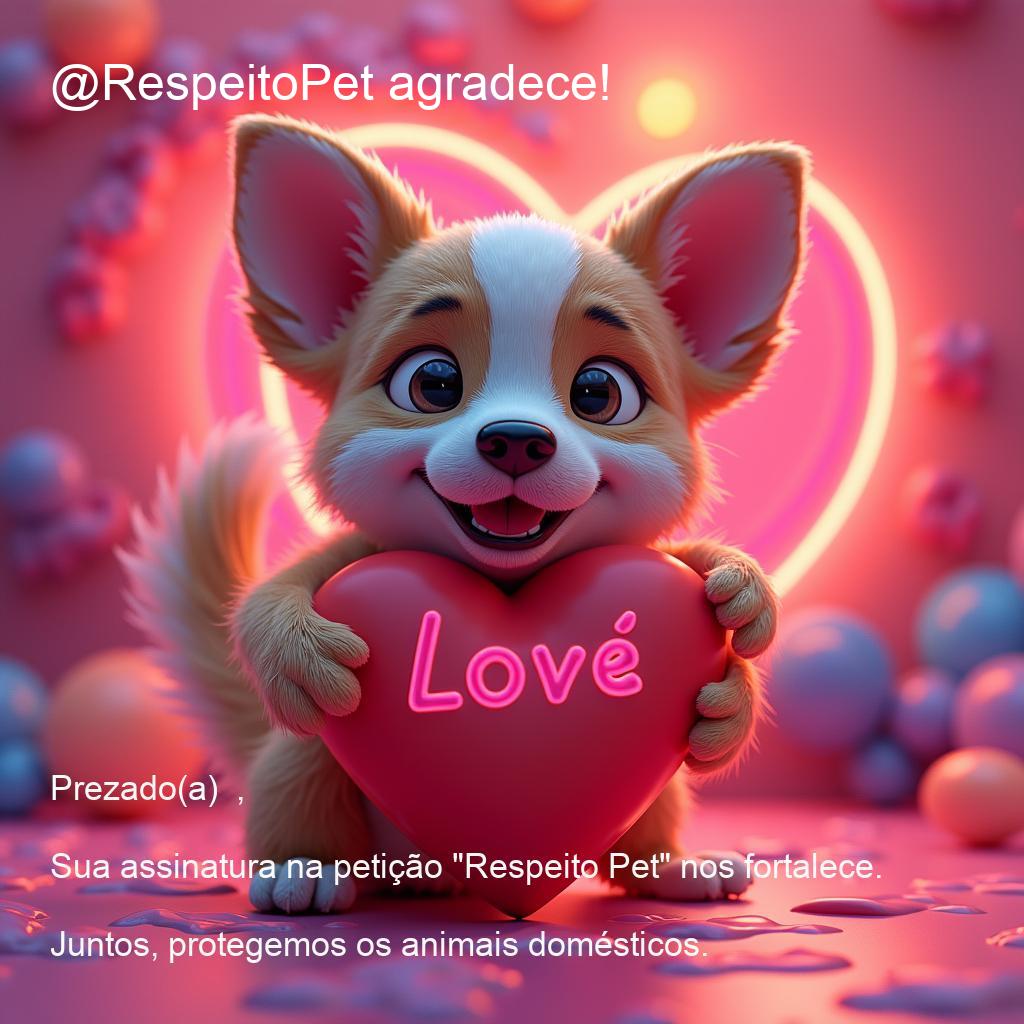 @RespeitoPet agradece!
Lové
Prezado(a)  ,
Sua assinatura na petição "Respeito Pet" nos fortalece.
Juntos, protegemos os animais domésticos.